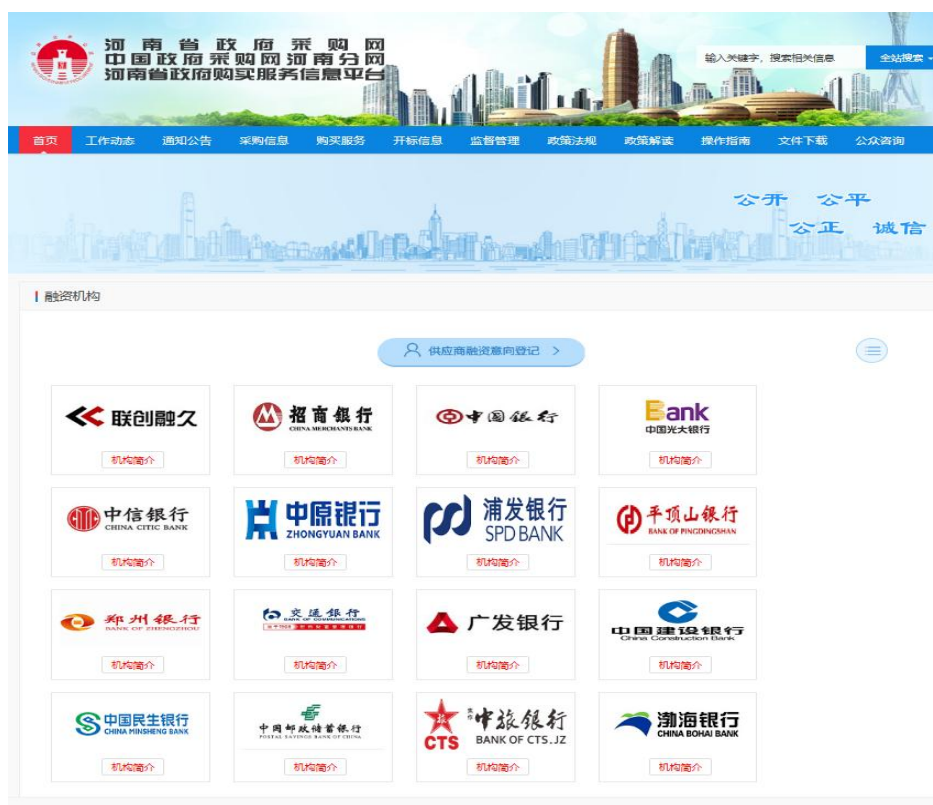 河南省政府采购网
中国政府采购网河南分网
河南省政府购买服务信息平台
输入关键字，搜索相关信息 全站搜索
首页 工作动态 通知公告 采购信息 购买服务 开标信息 监督管理 政策法规 政策解读 操作指南 文件下载 公众咨询
公开 公平
公正 诚信
融资机构
供应商融资意向登记 >
联创融久
机构简介
招商银行
CHINA MERCHANTS BANK
机构简介
中国银行
机构简介
Bank
中国光大银行
机构简介
中信银行
CHINA CITIC BANK
机构简介
中原银行
ZHONGYUAN BANK
机构简介
浦发银行
SPD BANK
机构简介
平顶山银行
BANK OF PINGDINGSHAN
机构简介
郑州银行
BANK OF ZHENGZHOU
机构简介
交通银行
BANK OF COMMUNICATIONS
机构简介
广发银行
机构简介
中国建设银行
China Construction Bank
机构简介
中国民生银行
CHINA MINSHENG BANK
机构简介
中国邮政储蓄银行
POSTAL SAVINGS BANK OF CHINA
机构简介
旅
CTS
焦作
中旅银行
BANK OF CTS.JZ
机构简介
渤海银行
CHINA BOHAI BANK
机构简介